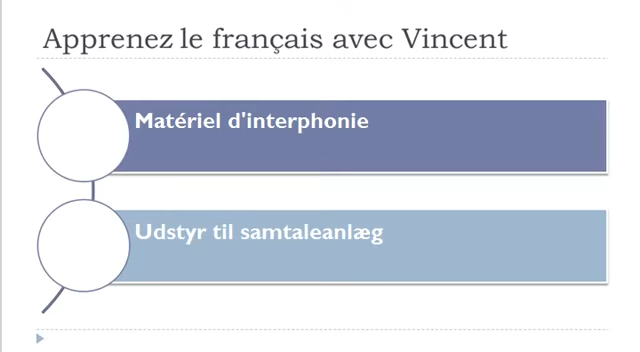 Apprenez le français avec Vincent
Matériel d'interphonie
Udstyr til samtaleanlæg